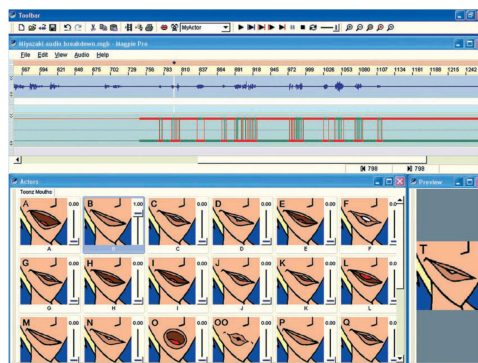 Toolbar
MyActor
Miyazaki audio breakdown.mgh - Magpie Pro
File Edit View Audio Help
567 594 621 648 675 702 729 756 783 810 837 864 891 918 945 972 999 1026 1053 1080 1107 1134 1161 1188 1215 1242
798 798
Actors
Preview
Toonz Mouths
A 0.00 B 1.00 C 0.00 D 0.00 E 0.00 F 0.00
A C D E F
G 0.00 H 0.00 I 0.00 J 0.00 K 0.00 L 0.00
G H I J K L
M 0.00 N 0.00 O 0.00 OO 0.00 P 0.00 Q 0.00
T